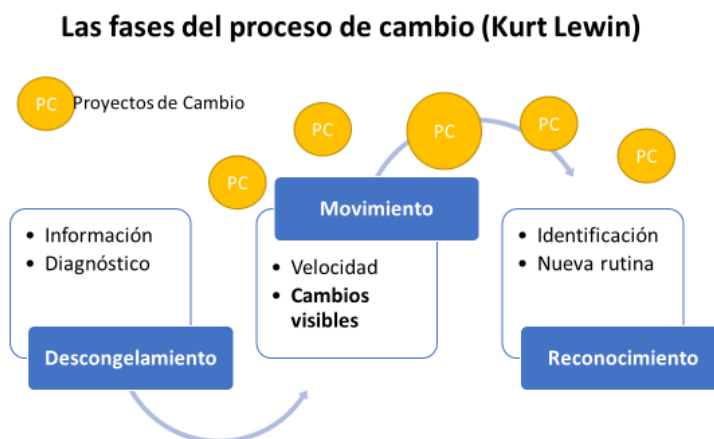 Las fases del proceso de cambio (Kurt Lewin)
PC Proyectos de Cambio
PC
PC
PC
PC
PC
• Información
• Diagnóstico
Descongelamiento
Movimiento
• Velocidad
• Cambios
visibles
• Identificación
• Nueva rutina
Reconocimiento